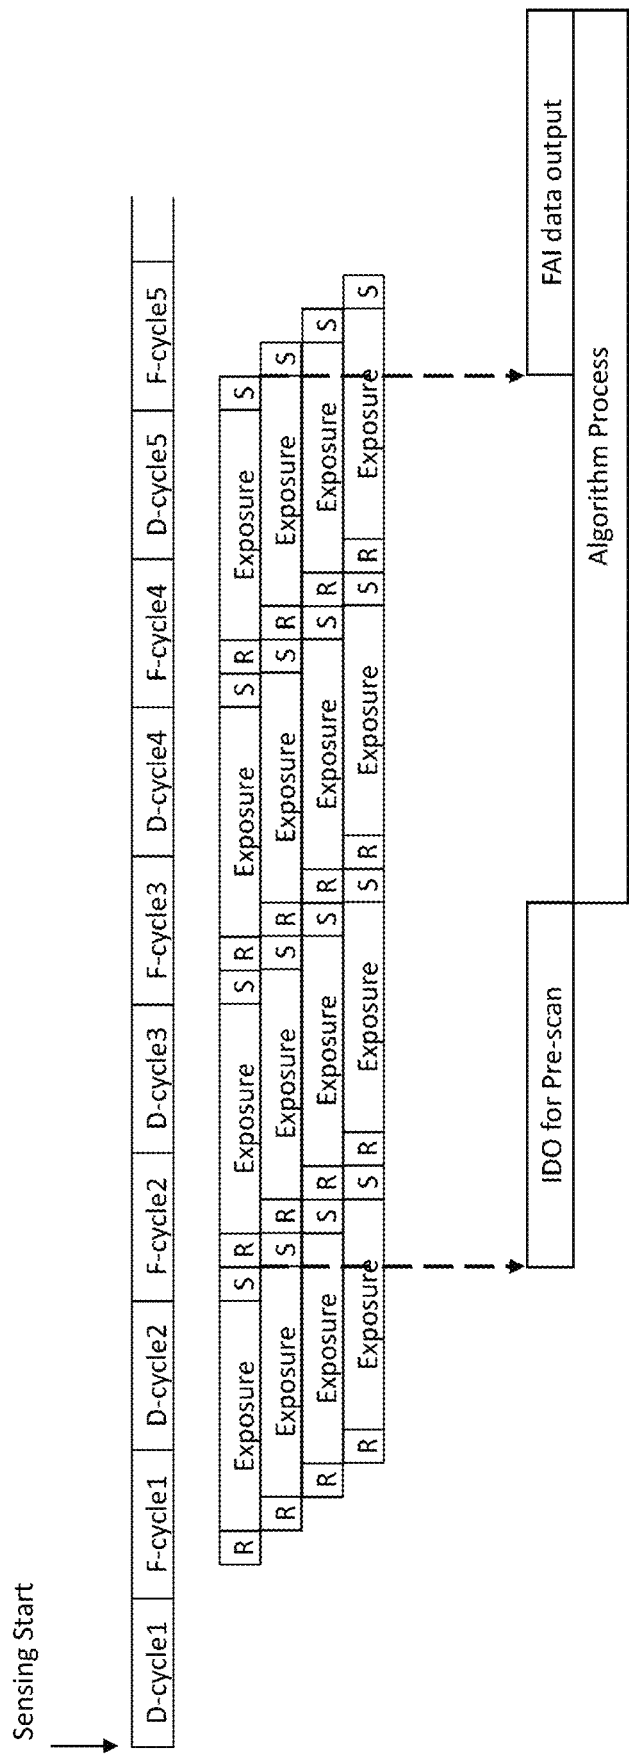 Sensing Start
D-cycle1 F-cycle1 D-cycle2 F-cycle2 D-cycle3 F-cycle3 D-cycle4 F-cycle4 D-cycle5 F-cycle5
R Exposure S R Exposure S R Exposure S R Exposure S
R Exposure S R Exposure S R Exposure S R Exposure S
R Exposure S R Exposure S R Exposure S R Exposure S
R Exposure S R Exposure S R Exposure S R Exposure S
IDO for Pre-scan FAI data output
Algorithm Process